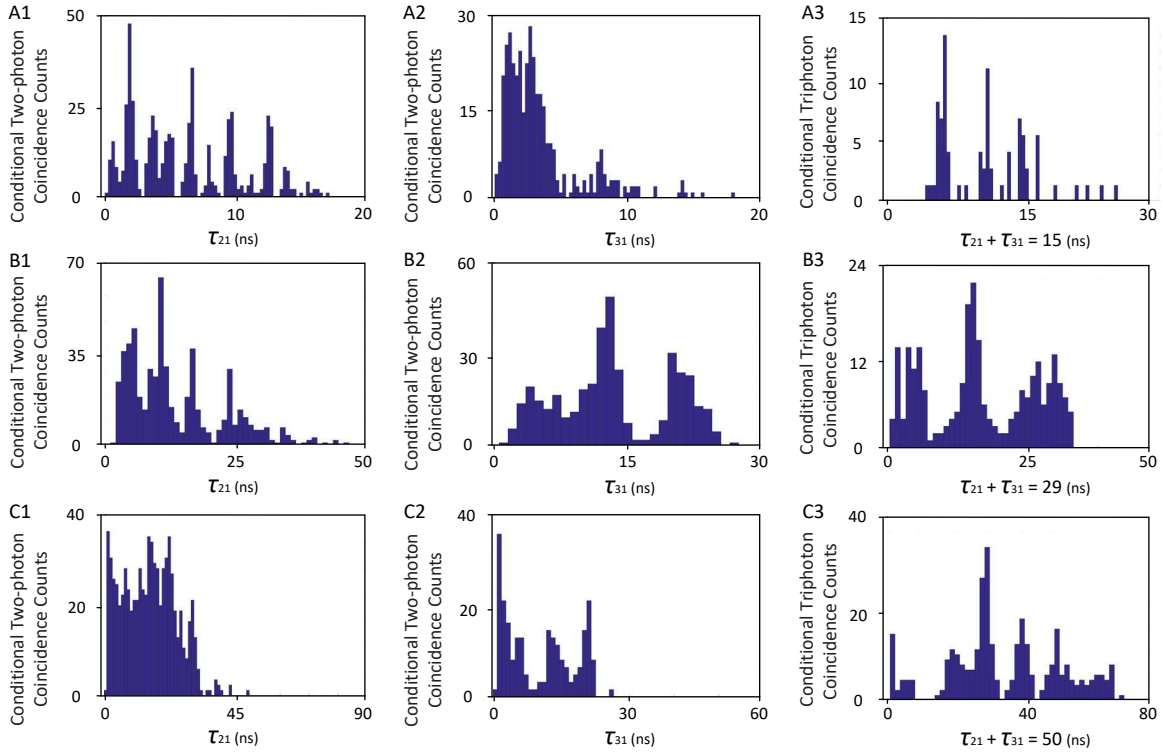 A1
Conditional Two-photon
Coincidence Counts
50
25
0
0 10 20
τ21 (ns)
A2
Conditional Two-photon
Coincidence Counts
30
15
0
0 10 20
τ31 (ns)
A3
Conditional Triphoton
Coincidence Counts
15
10
5
0
0 15 30
τ21 + τ31 = 15 (ns)
B1
Conditional Two-photon
Coincidence Counts
70
35
0
0 25 50
τ21 (ns)
B2
Conditional Two-photon
Coincidence Counts
60
30
0
0 15 30
τ31 (ns)
B3
Conditional Triphoton
Coincidence Counts
24
12
0
0 25 50
τ21 + τ31 = 29 (ns)
C1
Conditional Two-photon
Coincidence Counts
40
20
0
0 45 90
τ21 (ns)
C2
Conditional Two-photon
Coincidence Counts
40
20
0
0 30 60
τ31 (ns)
C3
Conditional Triphoton
Coincidence Counts
40
20
0
0 40 80
τ21 + τ31 = 50 (ns)